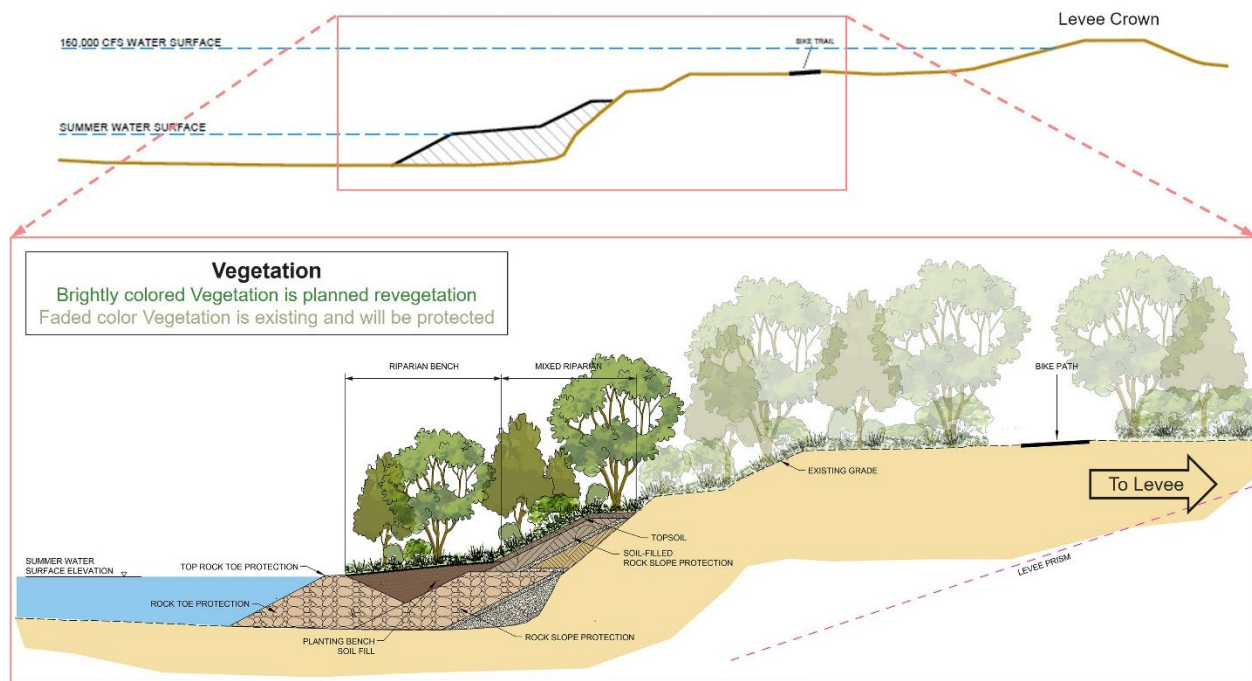 Levee Crown
160,000 CFS WATER SURFACE
BIKE TRAIL
SUMMER WATER SURFACE
Vegetation
Brightly colored Vegetation is planned revegetation
Faded color Vegetation is existing and will be protected
RIPARIAN BENCH
MIXED RIPARIAN
BIKE PATH
EXISTING GRADE
To Levee
TOPSOIL
SOIL-FILLED
ROCK SLOPE PROTECTION
SUMMER WATER
SURFACE ELEVATION
TOP ROCK TOE PROTECTION
LEVEE PRISM
ROCK TOE PROTECTION
ROCK SLOPE PROTECTION
PLANTING BENCH
SOIL FILL